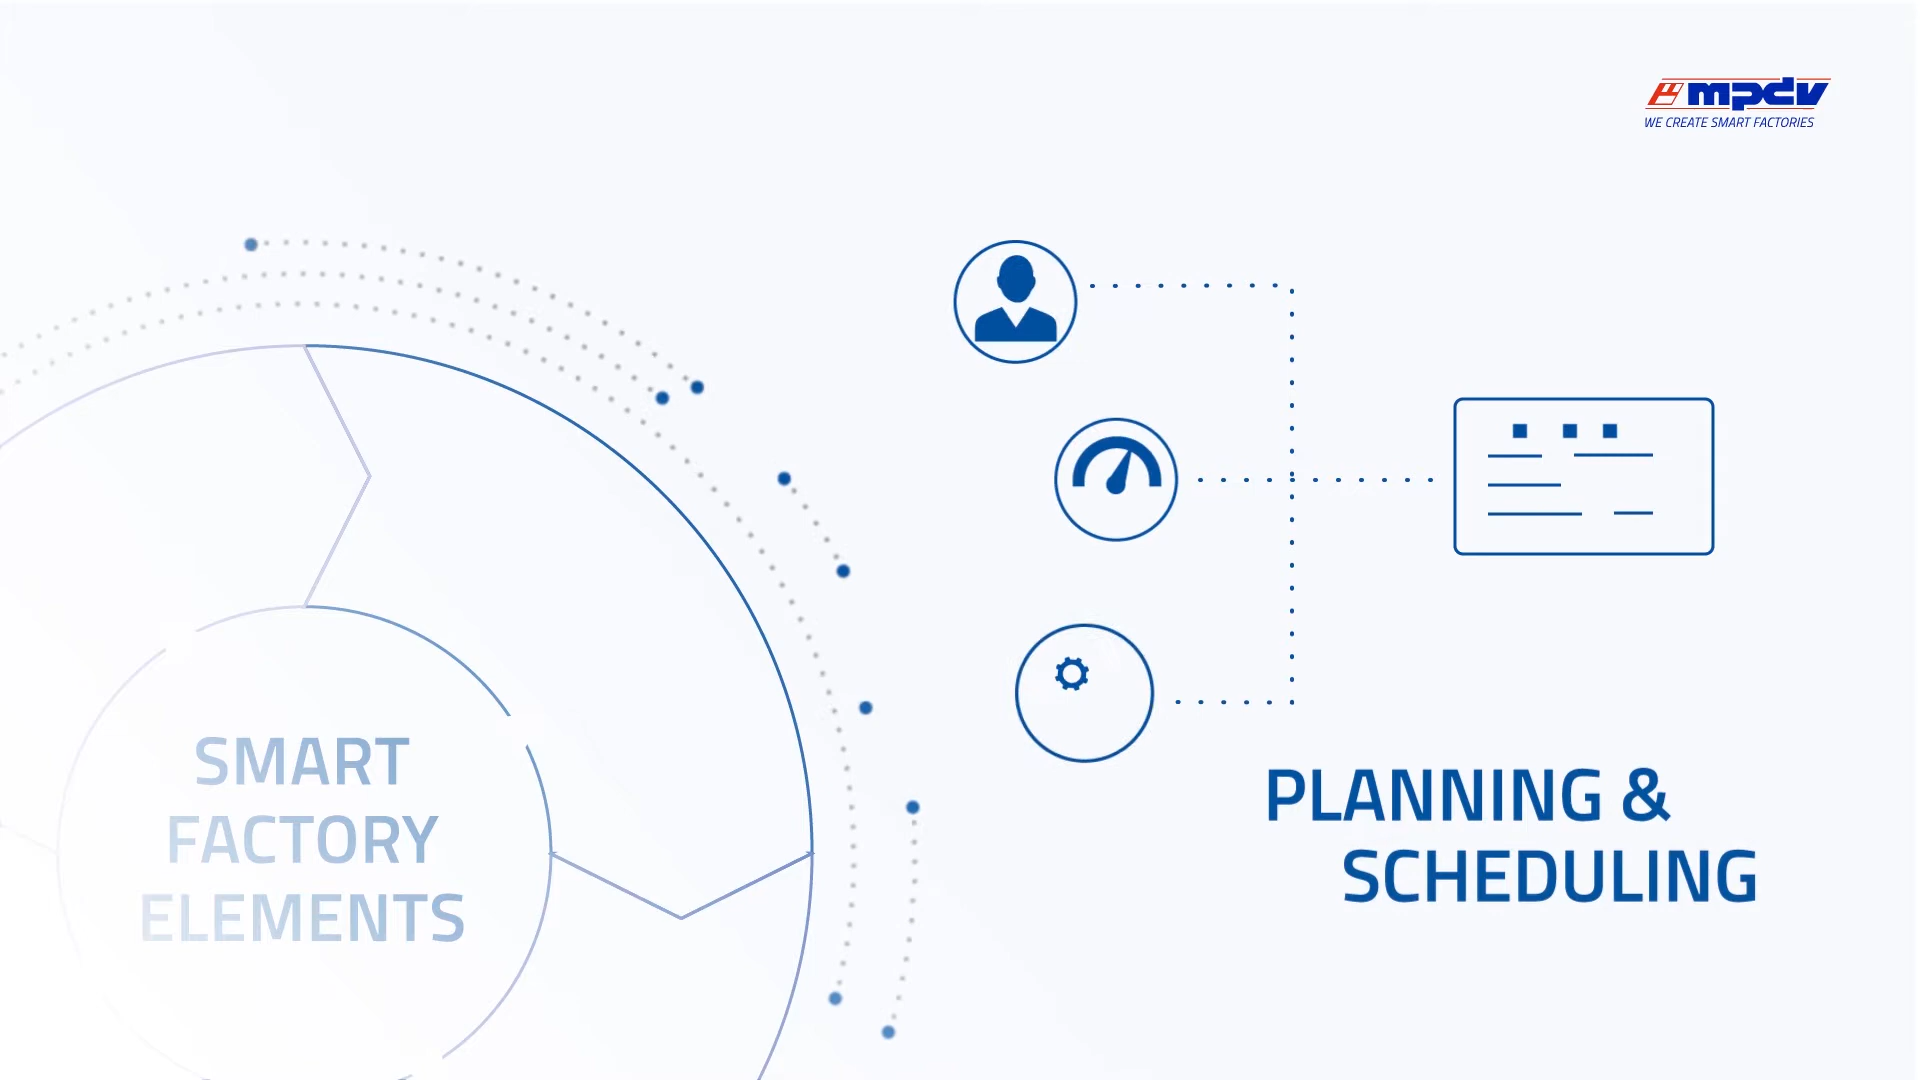 mpdv
WE CREATE SMART FACTORIES
SMART
FACTORY
ELEMENTS
PLANNING &
SCHEDULING